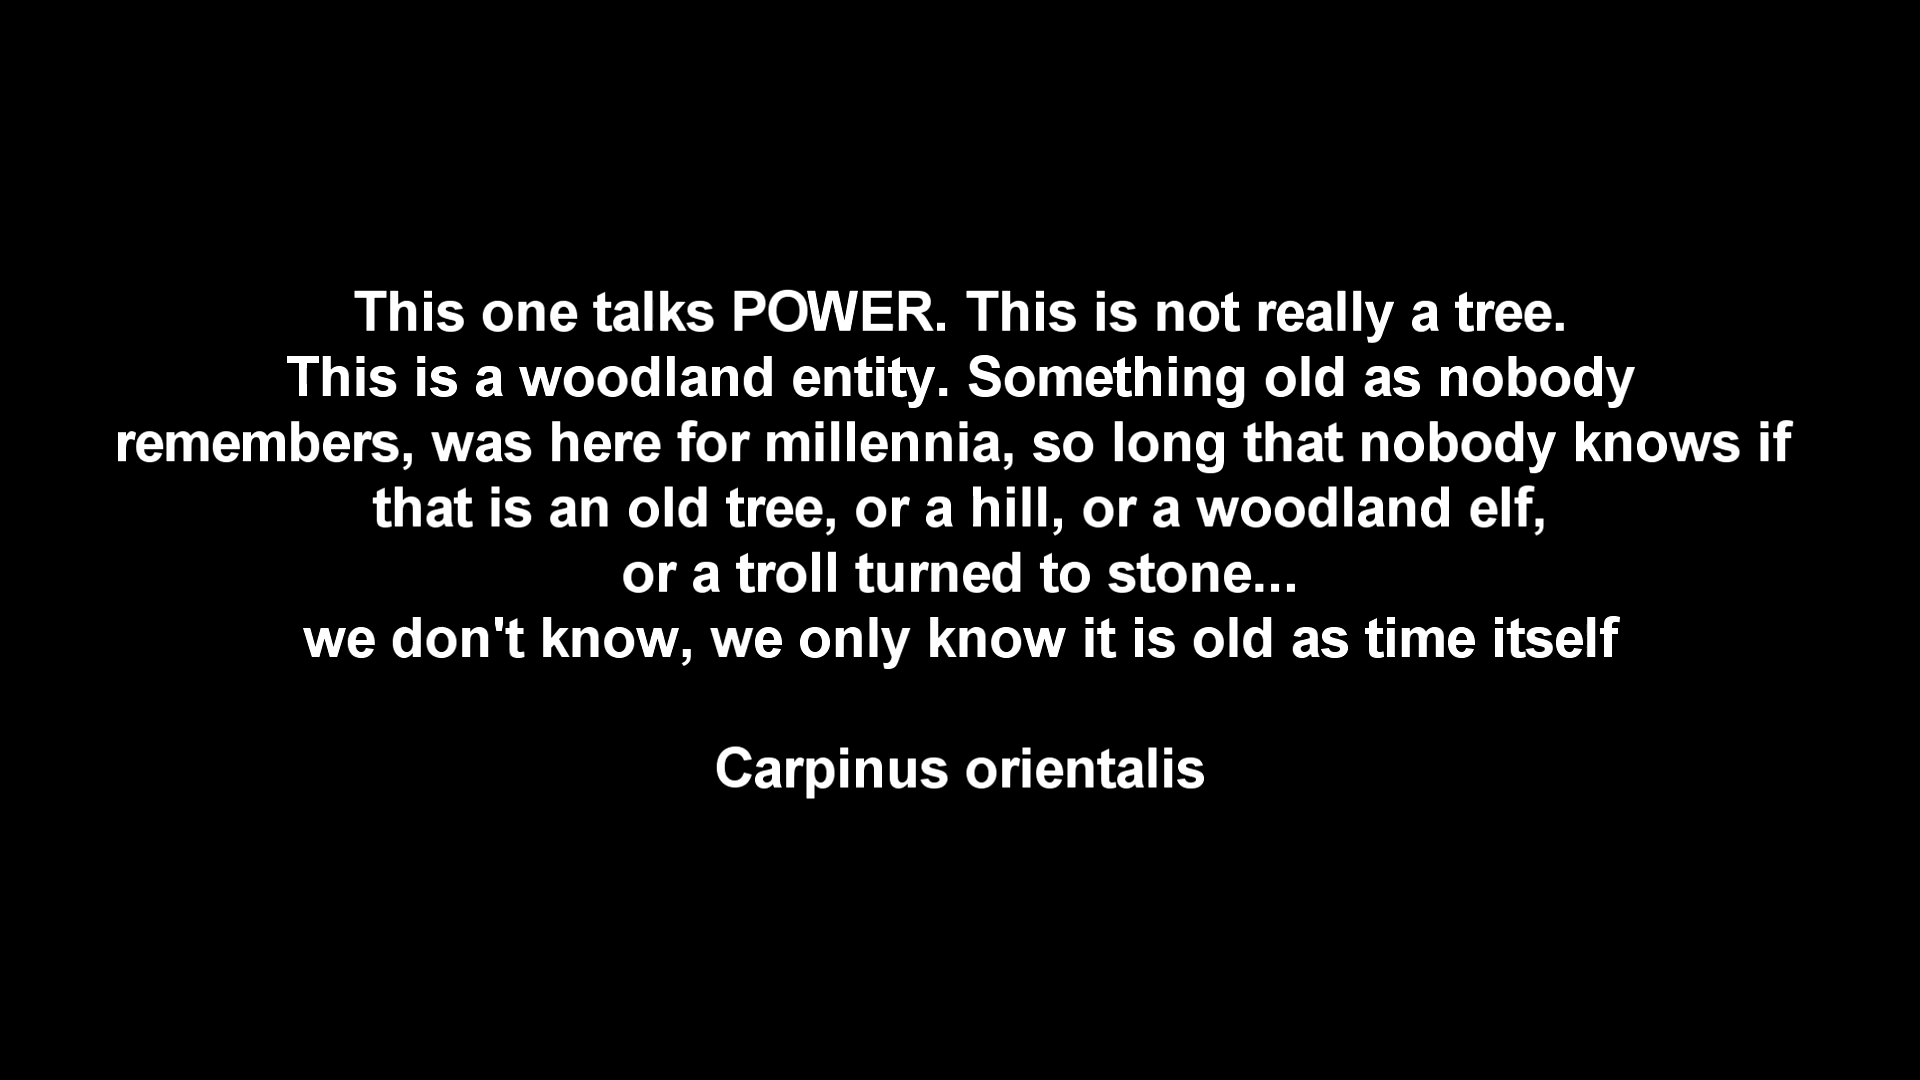 This one talks POWER. This is not really a tree.
This is a woodland entity. Something old as nobody
remembers, was here for millennia, so long that nobody knows if
that is an old tree, or a hill, or a woodland elf,
or a troll turned to stone...
we don't know, we only know it is old as time itself
Carpinus orientalis